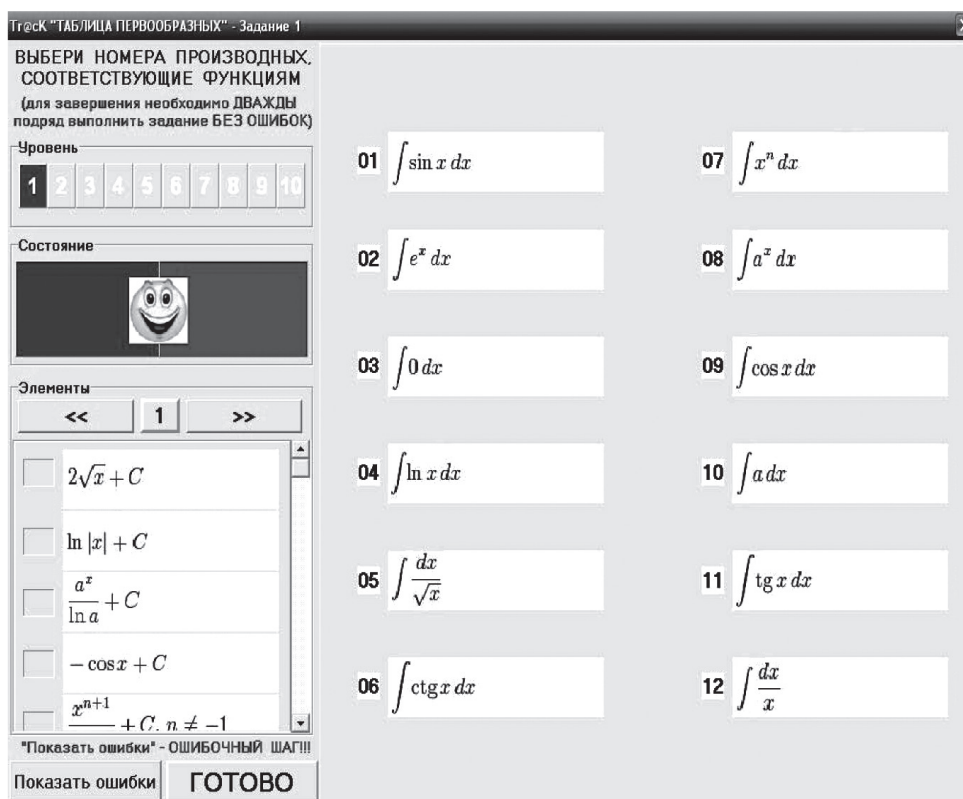 Tr@cK "ТАБЛИЦА ПЕРВООБРАЗНЫХ" - Задание 1
ВЫБЕРИ НОМЕРА ПРОИЗВОДНЫХ,
СООТВЕТСТВУЮЩИЕ ФУНКЦИЯМ
(для завершения необходимо ДВАЖДЫ
подряд выполнить задание БЕЗ ОШИБОК)
Уровень
1 2 3 4 5 6 7 8 9 10
Состояние
Элементы
<< 1 >>
2√x + C
ln |x| + C
a^x / ln a + C
− cos x + C
x^{n+1} + C, n ≠ −1
"Показать ошибки" - ОШИБОЧНЫЙ ШАГ!!!
Показать ошибки ГОТОВО
01 ∫ sin x dx
02 ∫ e^x dx
03 ∫ 0 dx
04 ∫ ln x dx
05 ∫ dx/√x
06 ∫ ctg x dx
07 ∫ x^n dx
08 ∫ a^x dx
09 ∫ cos x dx
10 ∫ a dx
11 ∫ tg x dx
12 ∫ dx/x